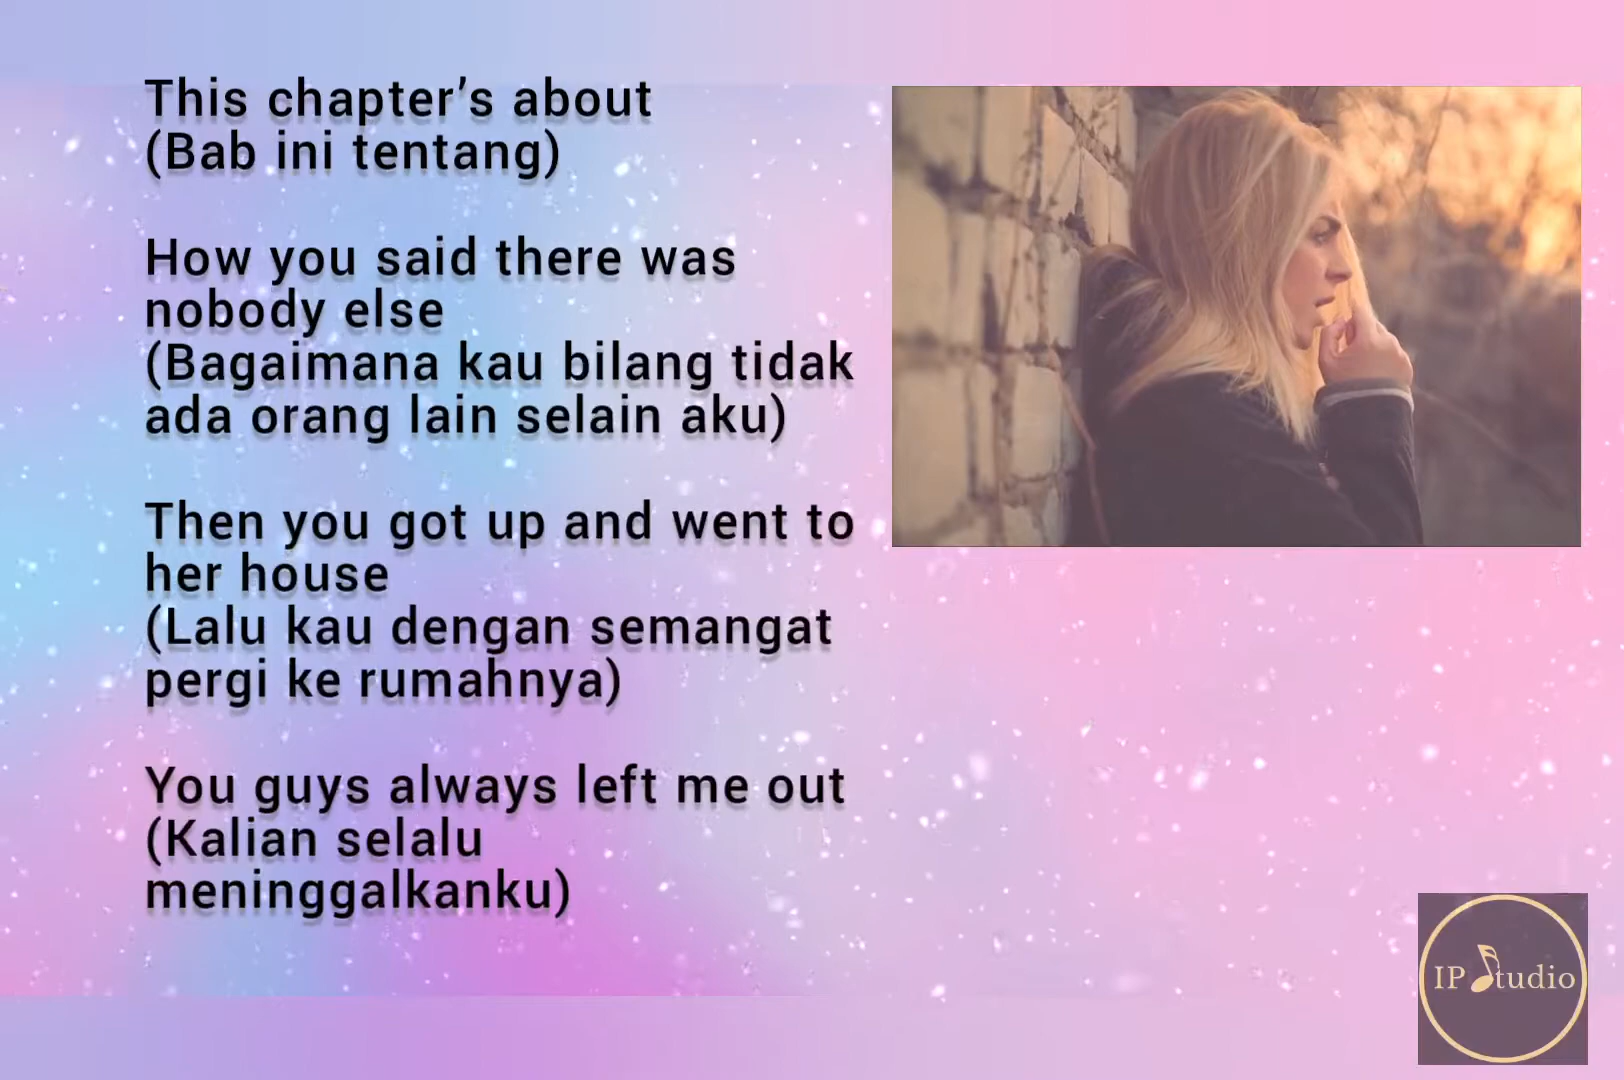 This chapter’s about
(Bab ini tentang)
How you said there was
nobody else
(Bagaimana kau bilang tidak
ada orang lain selain aku)
Then you got up and went to
her house
(Lalu kau dengan semangat
pergi ke rumahnya)
You guys always left me out
(Kalian selalu
meninggalkanku)
IP Studio